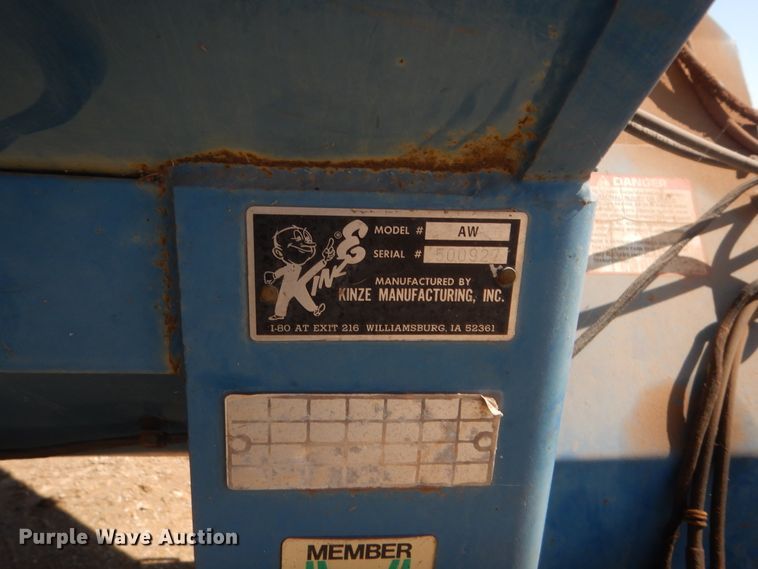 DANGER
KINZE®
MODEL # AW
SERIAL # 500927
MANUFACTURED BY
KINZE MANUFACTURING, INC.
I-80 AT EXIT 216 WILLIAMSBURG, IA 52361
MEMBER
Purple Wave Auction